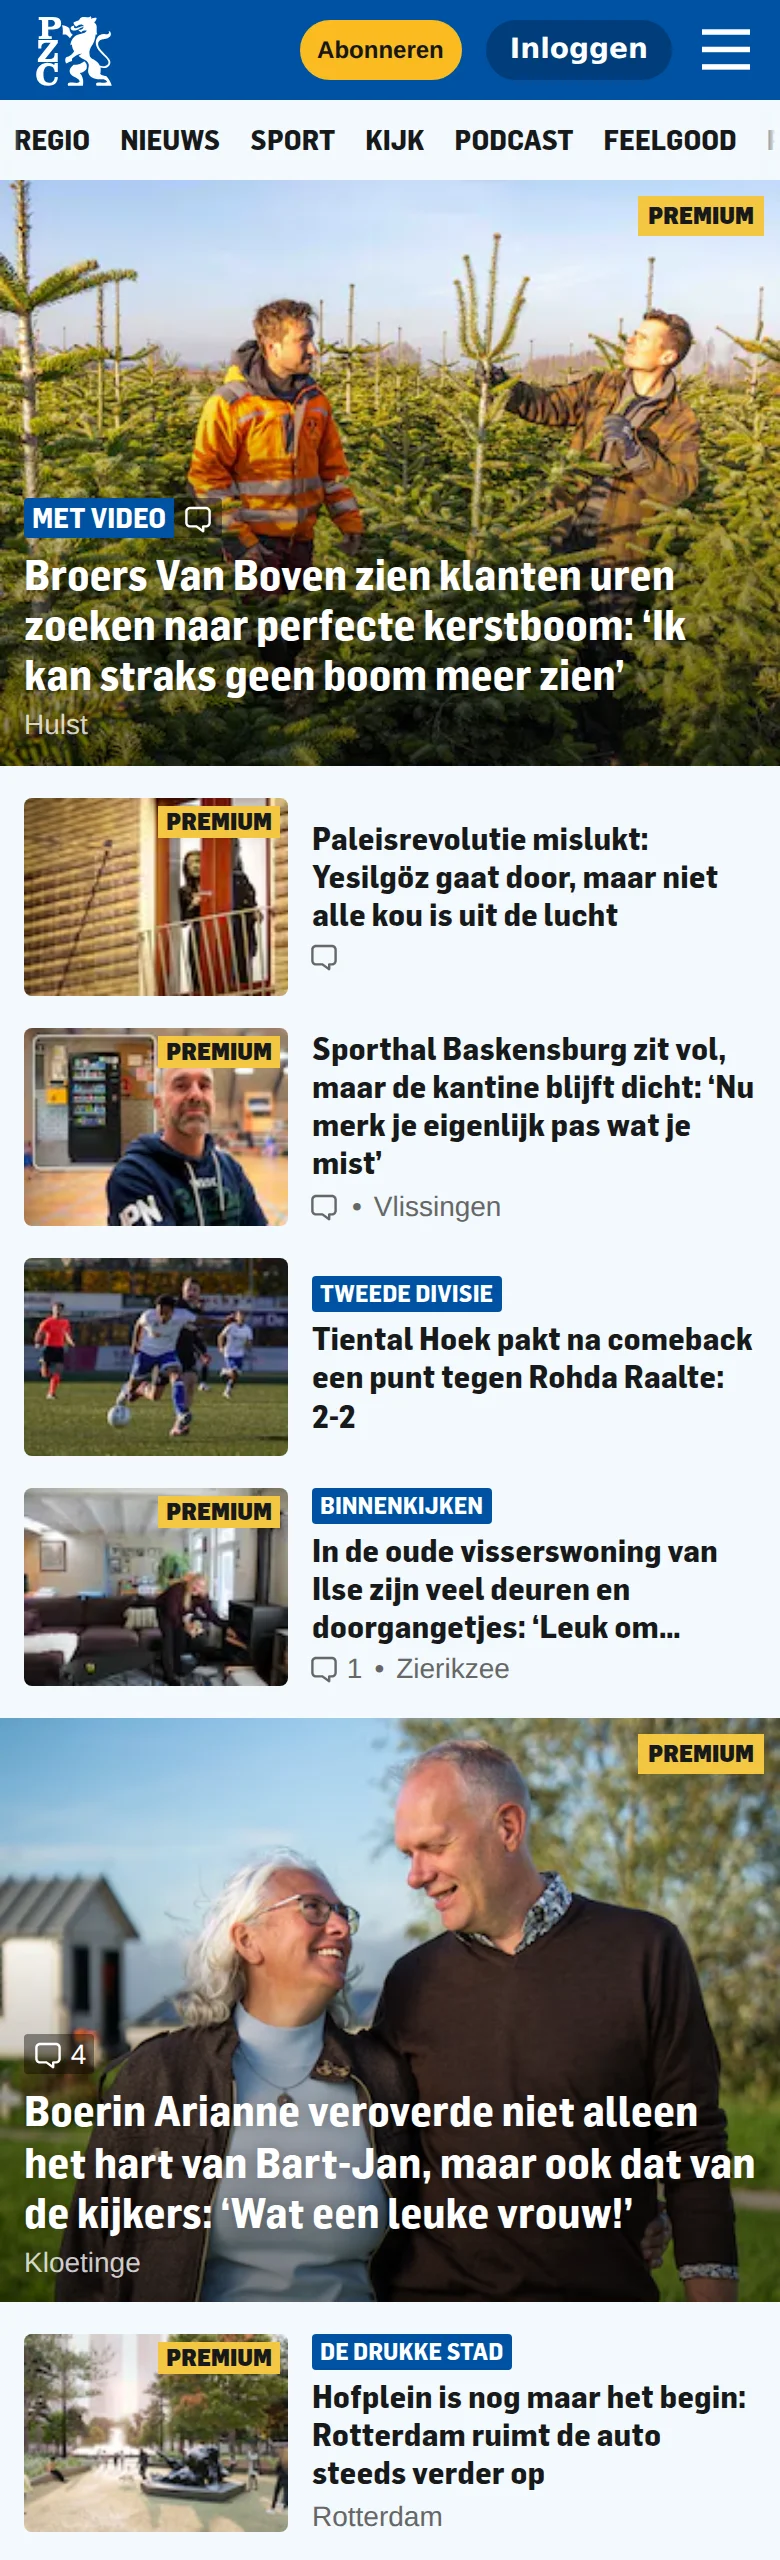 PZC
Abonneren
Inloggen
REGIO NIEUWS SPORT KIJK PODCAST FEELGOOD
PREMIUM
MET VIDEO
Broers Van Boven zien klanten uren
zoeken naar perfecte kerstboom: ‘Ik
kan straks geen boom meer zien’
Hulst
PREMIUM
Paleisrevolutie mislukt:
Yesilgöz gaat door, maar niet
alle kou is uit de lucht
PREMIUM
Sporthal Baskensburg zit vol,
maar de kantine blijft dicht: ‘Nu
merk je eigenlijk pas wat je
mist’
• Vlissingen
TWEEDE DIVISIE
Tiental Hoek pakt na comeback
een punt tegen Rohda Raalte:
2-2
PREMIUM
BINNENKIJKEN
In de oude visserswoning van
Ilse zijn veel deuren en
doorgangetjes: ‘Leuk om...
1 • Zierikzee
PREMIUM
4
Boerin Arianne veroverde niet alleen
het hart van Bart-Jan, maar ook dat van
de kijkers: ‘Wat een leuke vrouw!’
Kloetinge
PREMIUM
DE DRUKKE STAD
Hofplein is nog maar het begin:
Rotterdam ruimt de auto
steeds verder op
Rotterdam